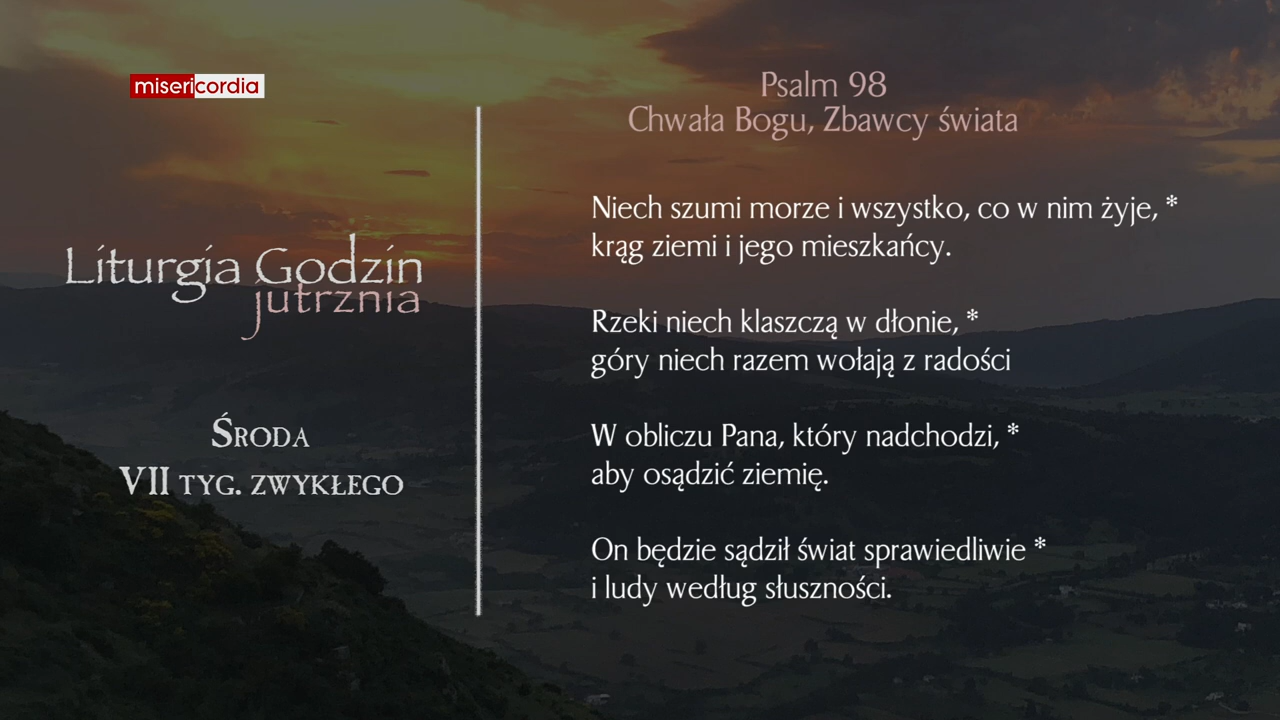 misericordia
Liturgia Godzin
jutrznia
Środa
VII tyg. zwykłego
Psalm 98
Chwała Bogu, Zbawcy świata
Niech szumi morze i wszystko, co w nim żyje, *
krąg ziemi i jego mieszkańcy.
Rzeki niech klaszczą w dłonie, *
góry niech razem wołają z radości
W obliczu Pana, który nadchodzi, *
aby osądzić ziemię.
On będzie sądził świat sprawiedliwie *
i ludy według słuszności.